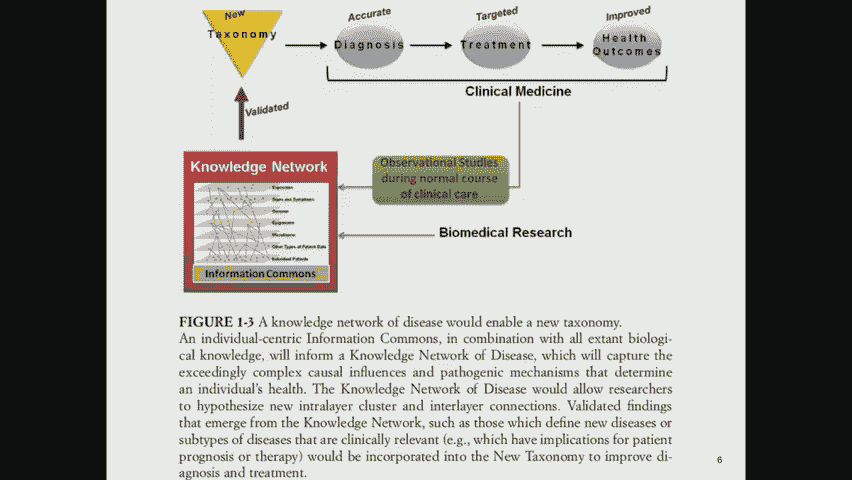 New
Taxonomy
Accurate
Diagnosis
Targeted
Treatment
Improved
Health
Outcomes
Clinical Medicine
Validated
Knowledge Network
Observational Studies
during normal course
of clinical care
Signs and Symptoms
Genome
Epigenome
Microbiome
Other Types of Patient Data
Individual Patients
Information Commons
Biomedical Research
FIGURE 1-3 A knowledge network of disease would enable a new taxonomy.
An individual-centric Information Commons, in combination with all extant biologi-
cal knowledge, will inform a Knowledge Network of Disease, which will capture the
exceedingly complex causal influences and pathogenic mechanisms that determine
an individual's health. The Knowledge Network of Disease would allow researchers
to hypothesize new intralayer cluster and interlayer connections. Validated findings
that emerge from the Knowledge Network, such as those which define new diseases or
subtypes of diseases that are clinically relevant (e.g., which have implications for patient
prognosis or therapy) would be incorporated into the New Taxonomy to improve di-
agnosis and treatment.
6